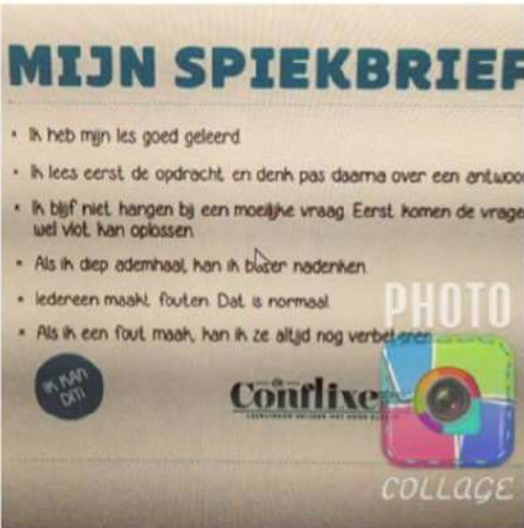 MIJN SPIEKBRIEF
• Ik heb mijn les goed geleerd.
• Ik lees eerst de opdracht en denk pas daarna over een antwoo
• Ik blijf niet hangen bij een moeilijke vraag. Eerst komen de vrage
wel vlot kan oplossen.
• Als ik diep ademhaal, kan ik beter nadenken.
• Iedereen maakt fouten. Dat is normaal.
• Als ik een fout maak, kan ik ze altijd nog verbeteren.
IK KAN
DIT!
de
Conflixe
PHOTO
COLLAGE